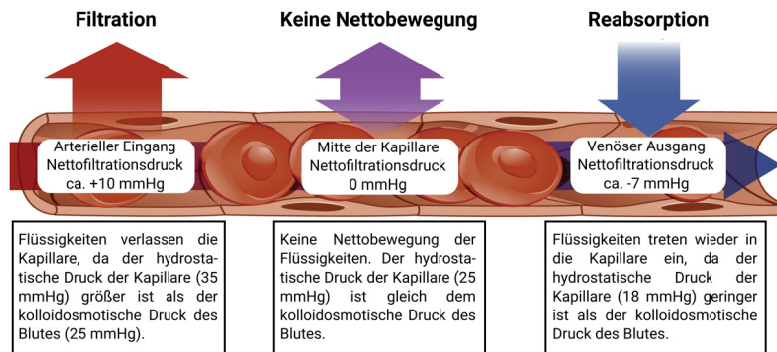 Filtration
Keine Nettobewegung
Reabsorption
Arterieller Eingang
Nettofiltrationsdruck
ca. +10 mmHg
Mitte der Kapillare
Nettofiltrationsdruck
0 mmHg
Venöser Ausgang
Nettofiltrationsdruck
ca. -7 mmHg
Flüssigkeiten verlassen die
Kapillare, da der hydrosta-
tische Druck der Kapillare (35
mmHg) größer ist als der
kolloidosmotische Druck des
Blutes (25 mmHg).
Keine Nettobewegung der
Flüssigkeiten. Der hydrosta-
tische Druck der Kapillare (25
mmHg) ist gleich dem
kolloidosmotische Druck des
Blutes.
Flüssigkeiten treten wieder in
die Kapillare ein, da der
hydrostatische Druck der
Kapillare (18 mmHg) geringer
ist als der kolloidosmotische
Druck des Blutes.